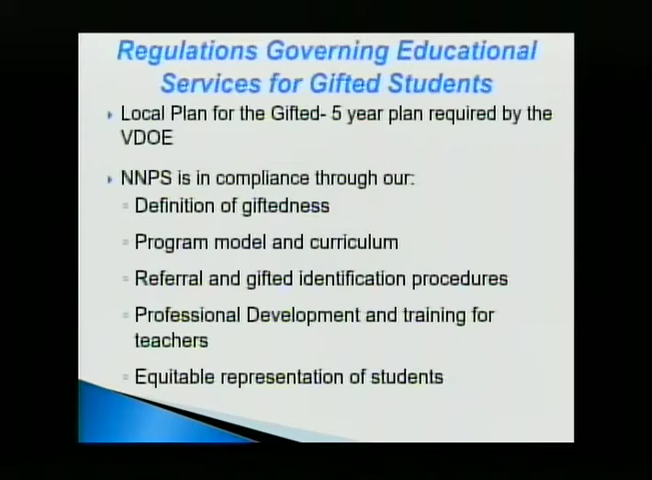 Regulations Governing Educational
Services for Gifted Students
Local Plan for the Gifted- 5 year plan required by the
VDOE
NNPS is in compliance through our:
Definition of giftedness
Program model and curriculum
Referral and gifted identification procedures
Professional Development and training for
teachers
Equitable representation of students